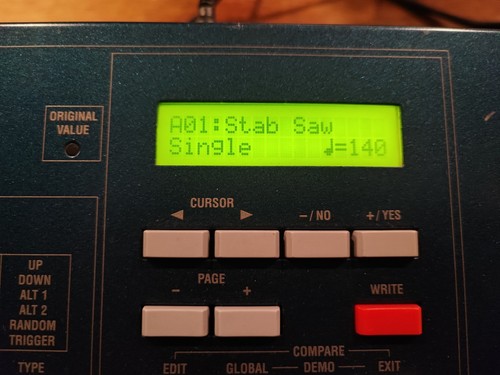 ORIGINAL
VALUE
A01:Stab Saw
Single ♩=140
CURSOR
◀ ▶ −/NO +/YES
PAGE
− + WRITE
UP
DOWN
ALT 1
ALT 2
RANDOM
TRIGGER
TYPE
COMPARE
EDIT GLOBAL DEMO EXIT